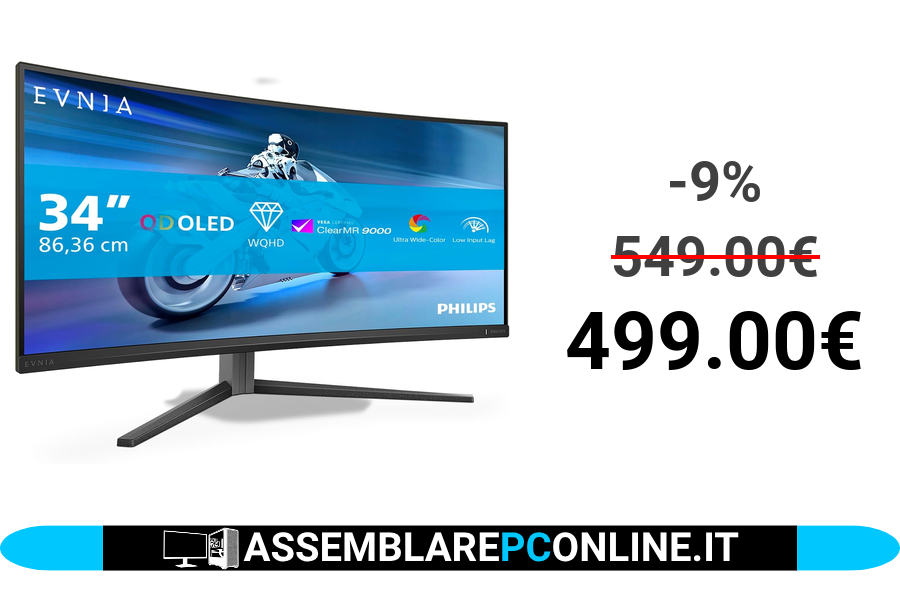 EVNIA
34”
86,36 cm
QD OLED
WQHD
VESA CERTIFIED
ClearMR 9000
Ultra Wide-Color
Low Input Lag
PHILIPS
EVNIA
-9%
549.00€
499.00€
ASSEMBLAREPCONLINE.IT